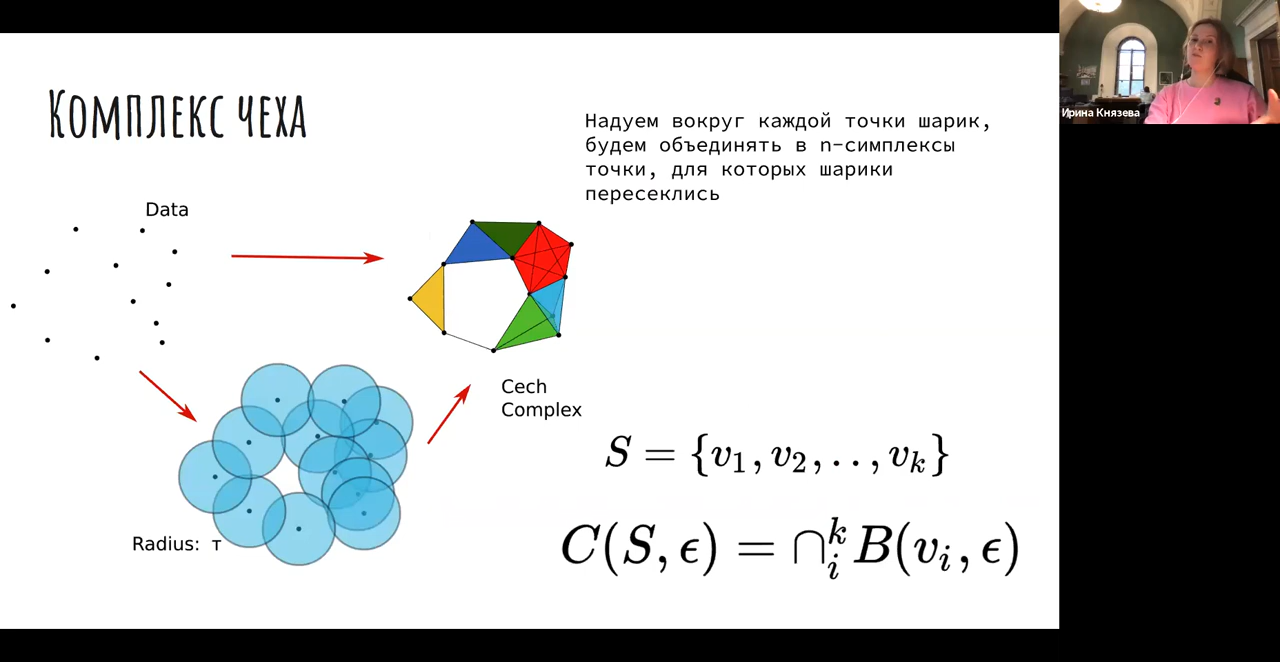 Комплекс чеха
Надуем вокруг каждой точки шарик,
будем объединять в n-симплексы
точки, для которых шарики
пересеклись
Data
Cech
Complex
Radius: τ
S = {v₁, v₂, . . , vₖ}
C(S, ϵ) = ∩ᵢᵏ B(vᵢ, ϵ)
Ирина Князева